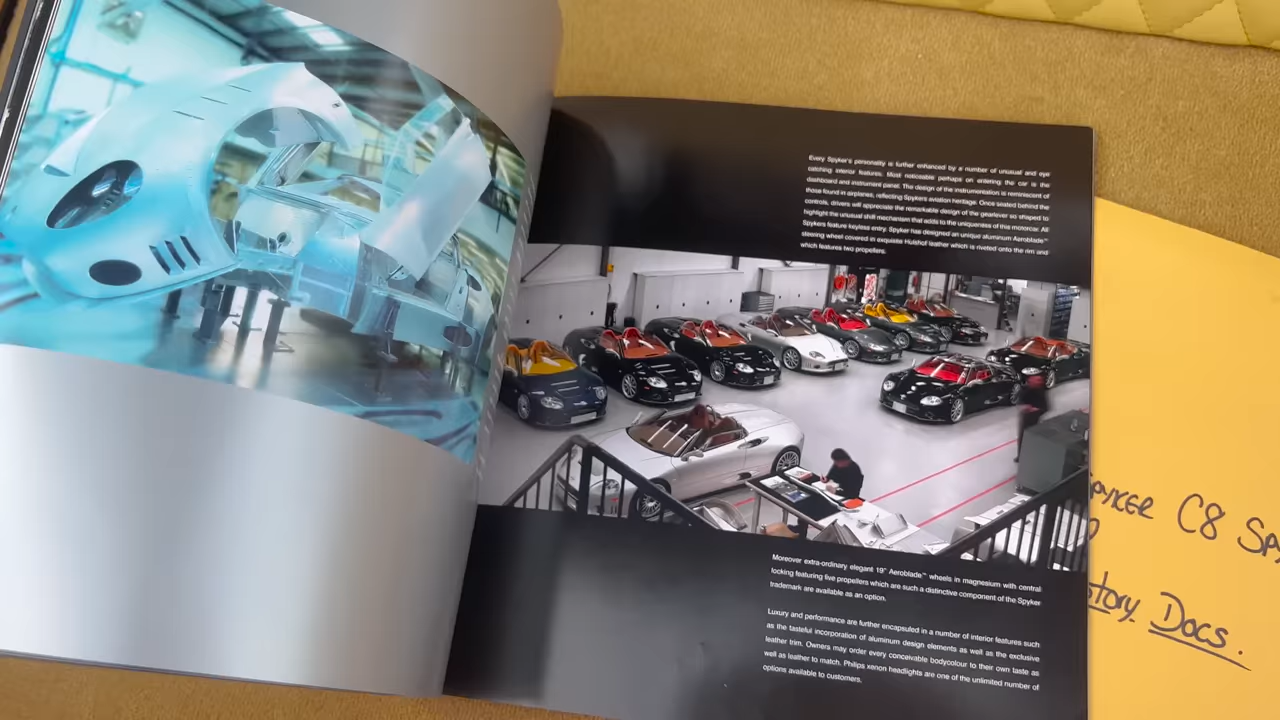 Every Spyker's personality is further enhanced by a number of unusual and eye
catching interior features. Most noticeable perhaps on entering the car is the
dashboard and instrument panel. The design of the instrumentation is reminiscent of
those found in airplanes, reflecting Spykers aviation heritage. Once seated behind the
controls, drivers will appreciate the remarkable design of the gearlever so shaped to
highlight the unusual shift mechanism that adds to the uniqueness of this motorcar. All
Spykers feature keyless entry. Spyker has designed an unique aluminum Aeroblade™
steering wheel covered in exquisite Hulshof leather which is riveted onto the rim and
which features two propellers.
Moreover extra-ordinary elegant 19" Aeroblade™ wheels in magnesium with central
locking featuring five propellers which are such a distinctive component of the Spyker
trademark are available as an option.
Luxury and performance are further encapsuled in a number of interior features such
as the tasteful incorporation of aluminum design elements as well as the exclusive
leather trim. Owners may order every conceivable bodycolour to their own taste as
well as leather to match. Philips xenon headlights are one of the unlimited number of
options available to customers.
SPYKER C8 SPA
story Docs.